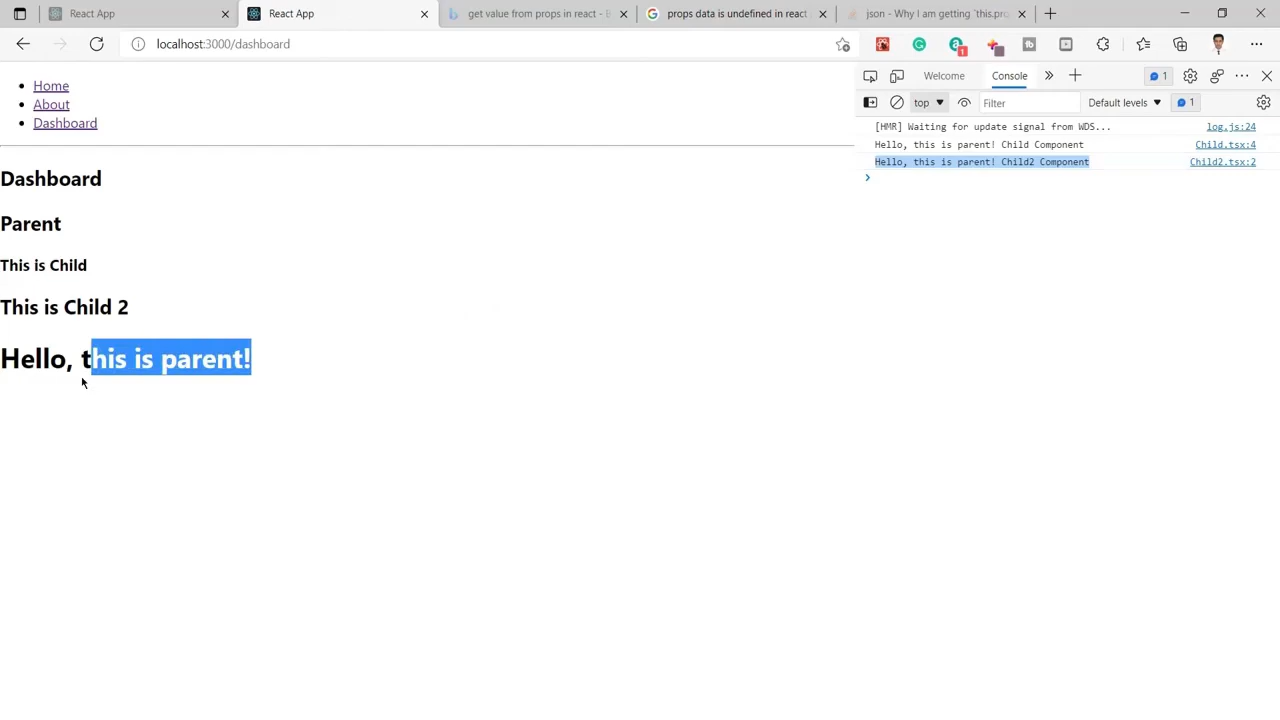 React App
React App
get value from props in react - B
props data is undefined in react
json - Why I am getting 'this.pro
localhost:3000/dashboard
Home
About
Dashboard
Dashboard
Parent
This is Child
This is Child 2
Hello, this is parent!
Welcome
Console
1
top
Filter
Default levels
1
[HMR] Waiting for update signal from WDS... log.js:24
Hello, this is parent! Child Component Child.tsx:4
Hello, this is parent! Child2 Component Child2.tsx:2